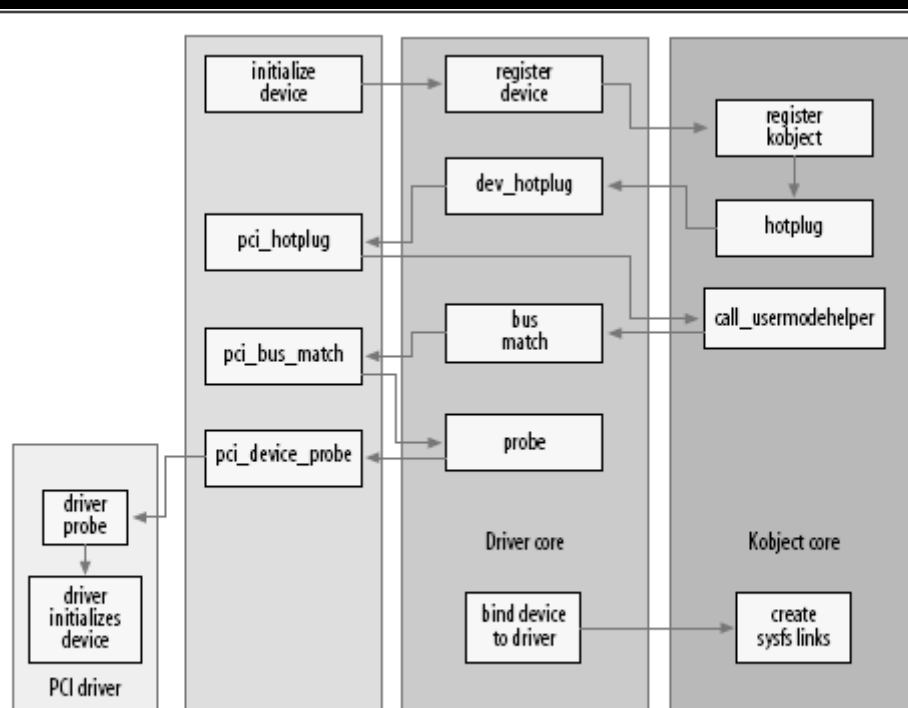 initialize
device
register
device
register
kobject
dev_hotplug
hotplug
pci_hotplug
call_usermodehelper
bus
match
pci_bus_match
probe
pci_device_probe
driver
probe
driver
initializes
device
PCI driver
Driver core
Kobject core
bind device
to driver
create
sysfs links